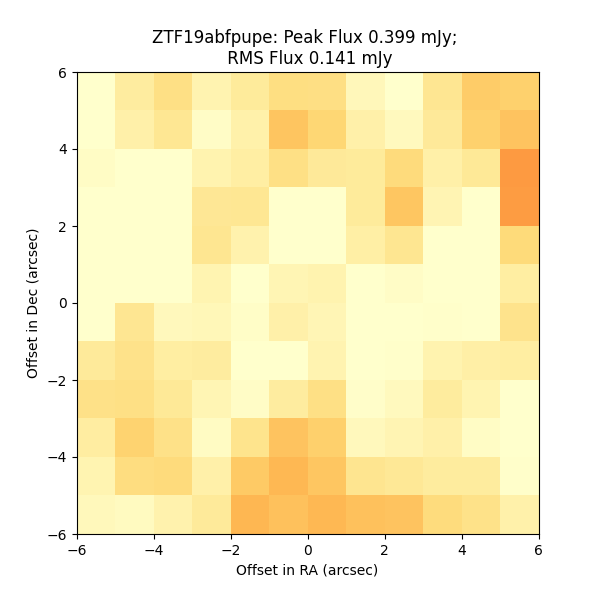 ZTF19abfpupe: Peak Flux 0.399 mJy;
RMS Flux 0.141 mJy
6
4
2
0
−2
−4
−6
Offset in Dec (arcsec)
−6 −4 −2 0 2 4 6
Offset in RA (arcsec)